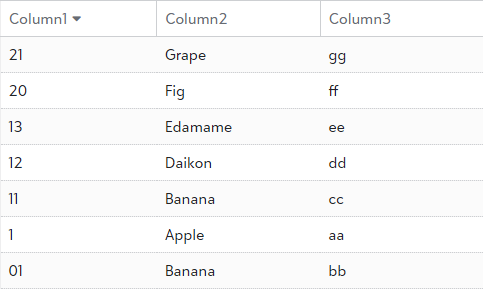 Column1 Column2 Column3
21 Grape gg
20 Fig ff
13 Edamame ee
12 Daikon dd
11 Banana cc
1 Apple aa
01 Banana bb